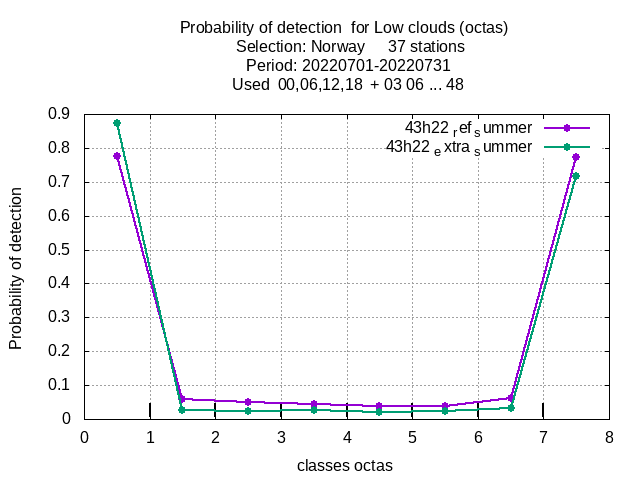 Probability of detection  for Low clouds (octas)
Selection: Norway     37 stations
Period: 20220701-20220731
Used  00,06,12,18  + 03 06 ... 48
43h22 ref summer
43h22 extra summer
0.9
0.8
0.7
0.6
0.5
0.4
0.3
0.2
0.1
0
Probability of detection
0 1 2 3 4 5 6 7 8
classes octas